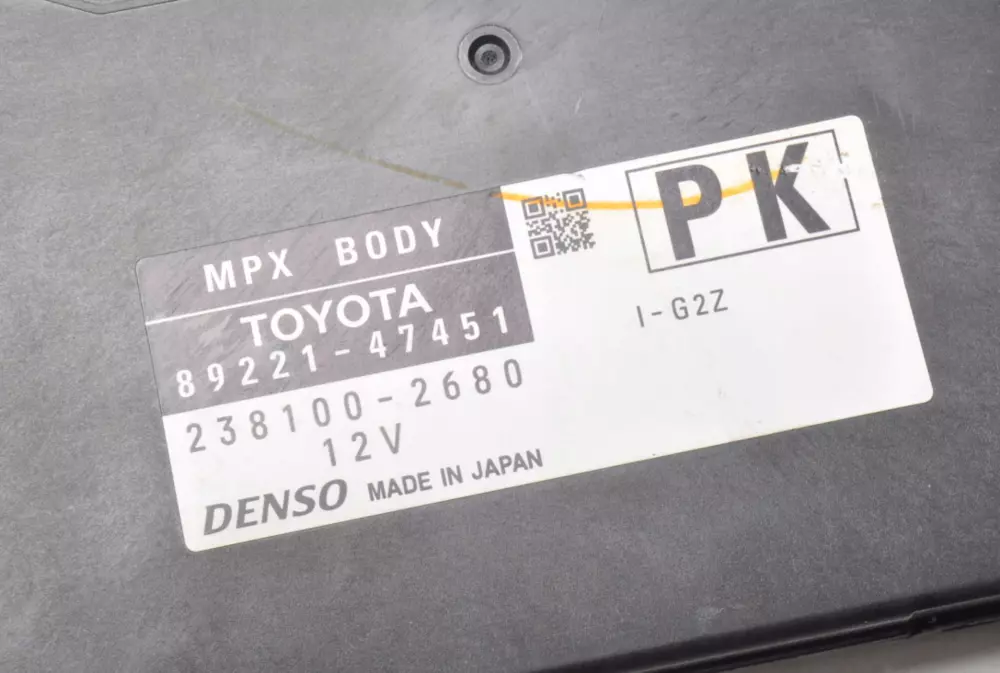 MPX BODY
TOYOTA
89221-47451
238100-2680
12V
DENSO MADE IN JAPAN
PK
I-G2Z